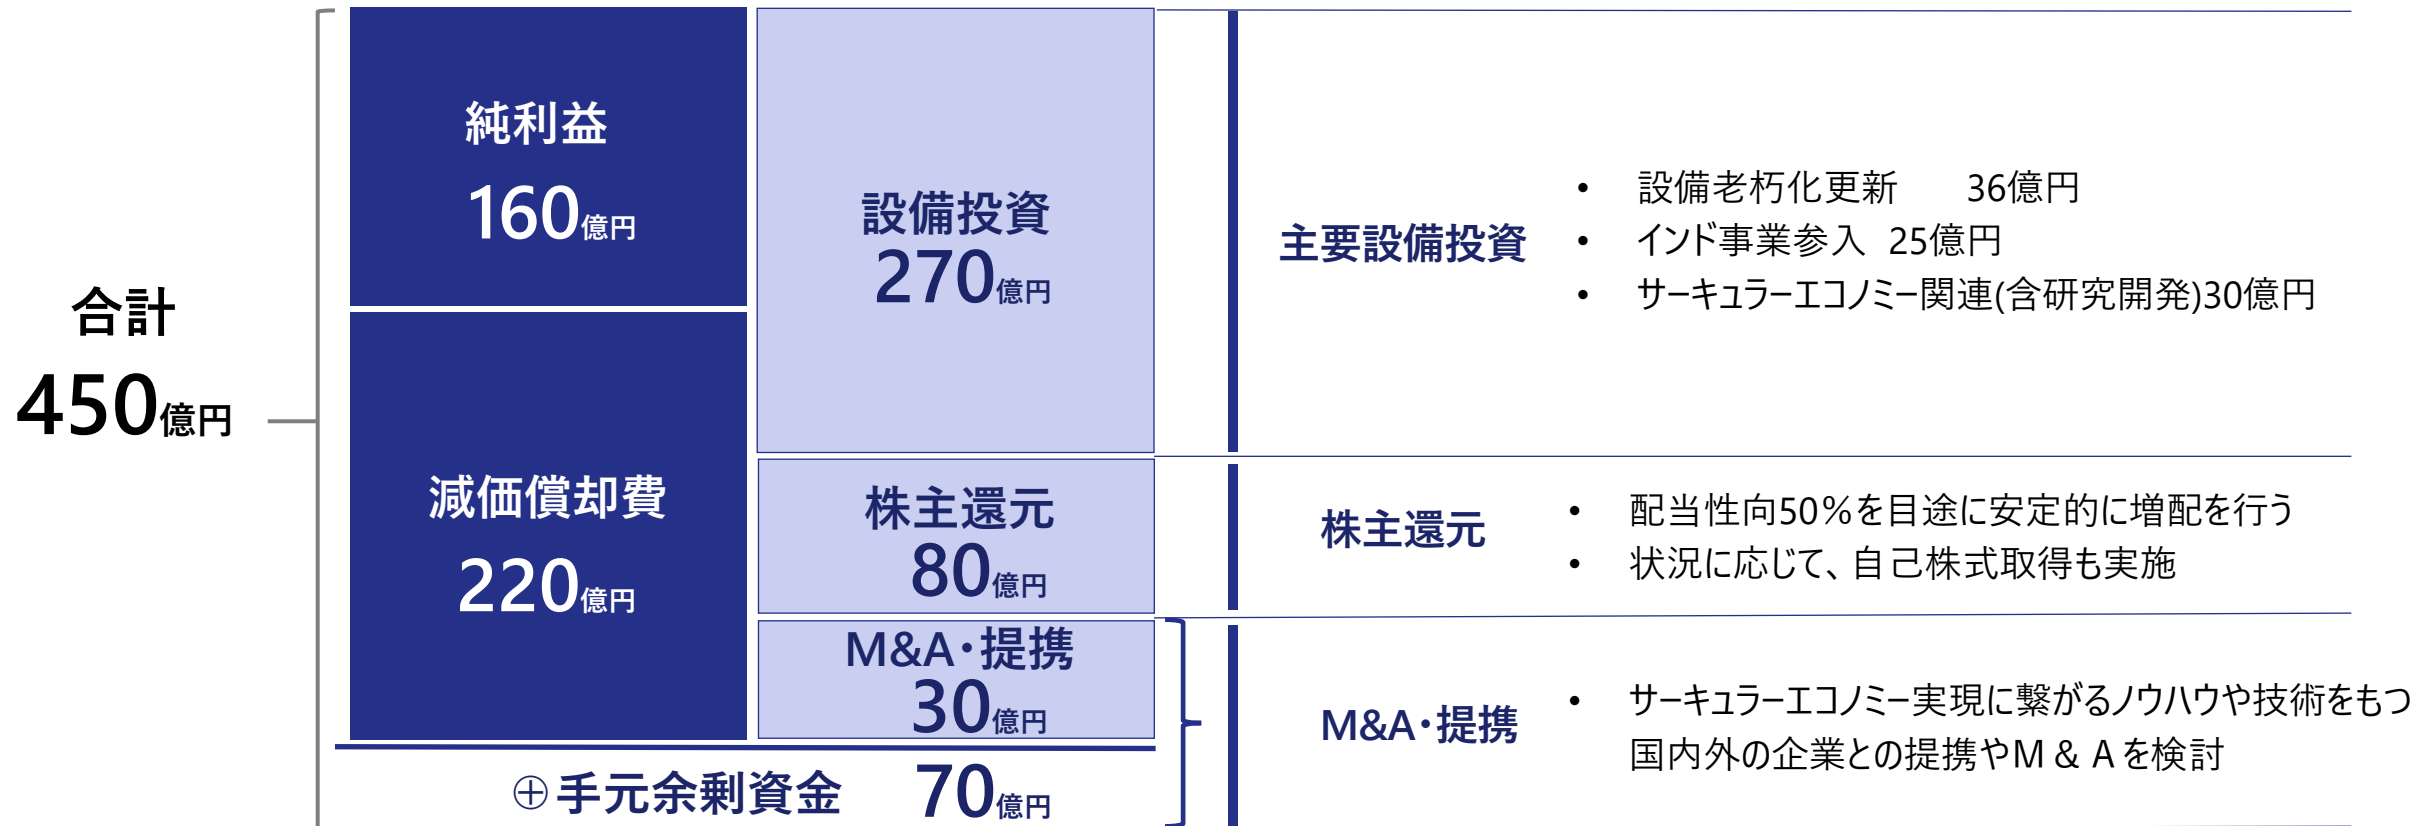 合計
450億円
純利益
160億円
減価償却費
220億円
設備投資
270億円
株主還元
80億円
M&A・提携
30億円
⊕手元余剰資金 70億円
主要設備投資
• 設備老朽化更新 36億円
• インド事業参入 25億円
• サーキュラーエコノミー関連(含研究開発)30億円
株主還元
• 配当性向50%を目途に安定的に増配を行う
• 状況に応じて、自己株式取得も実施
M&A・提携
• サーキュラーエコノミー実現に繋がるノウハウや技術をもつ
国内外の企業との提携やM & Aを検討